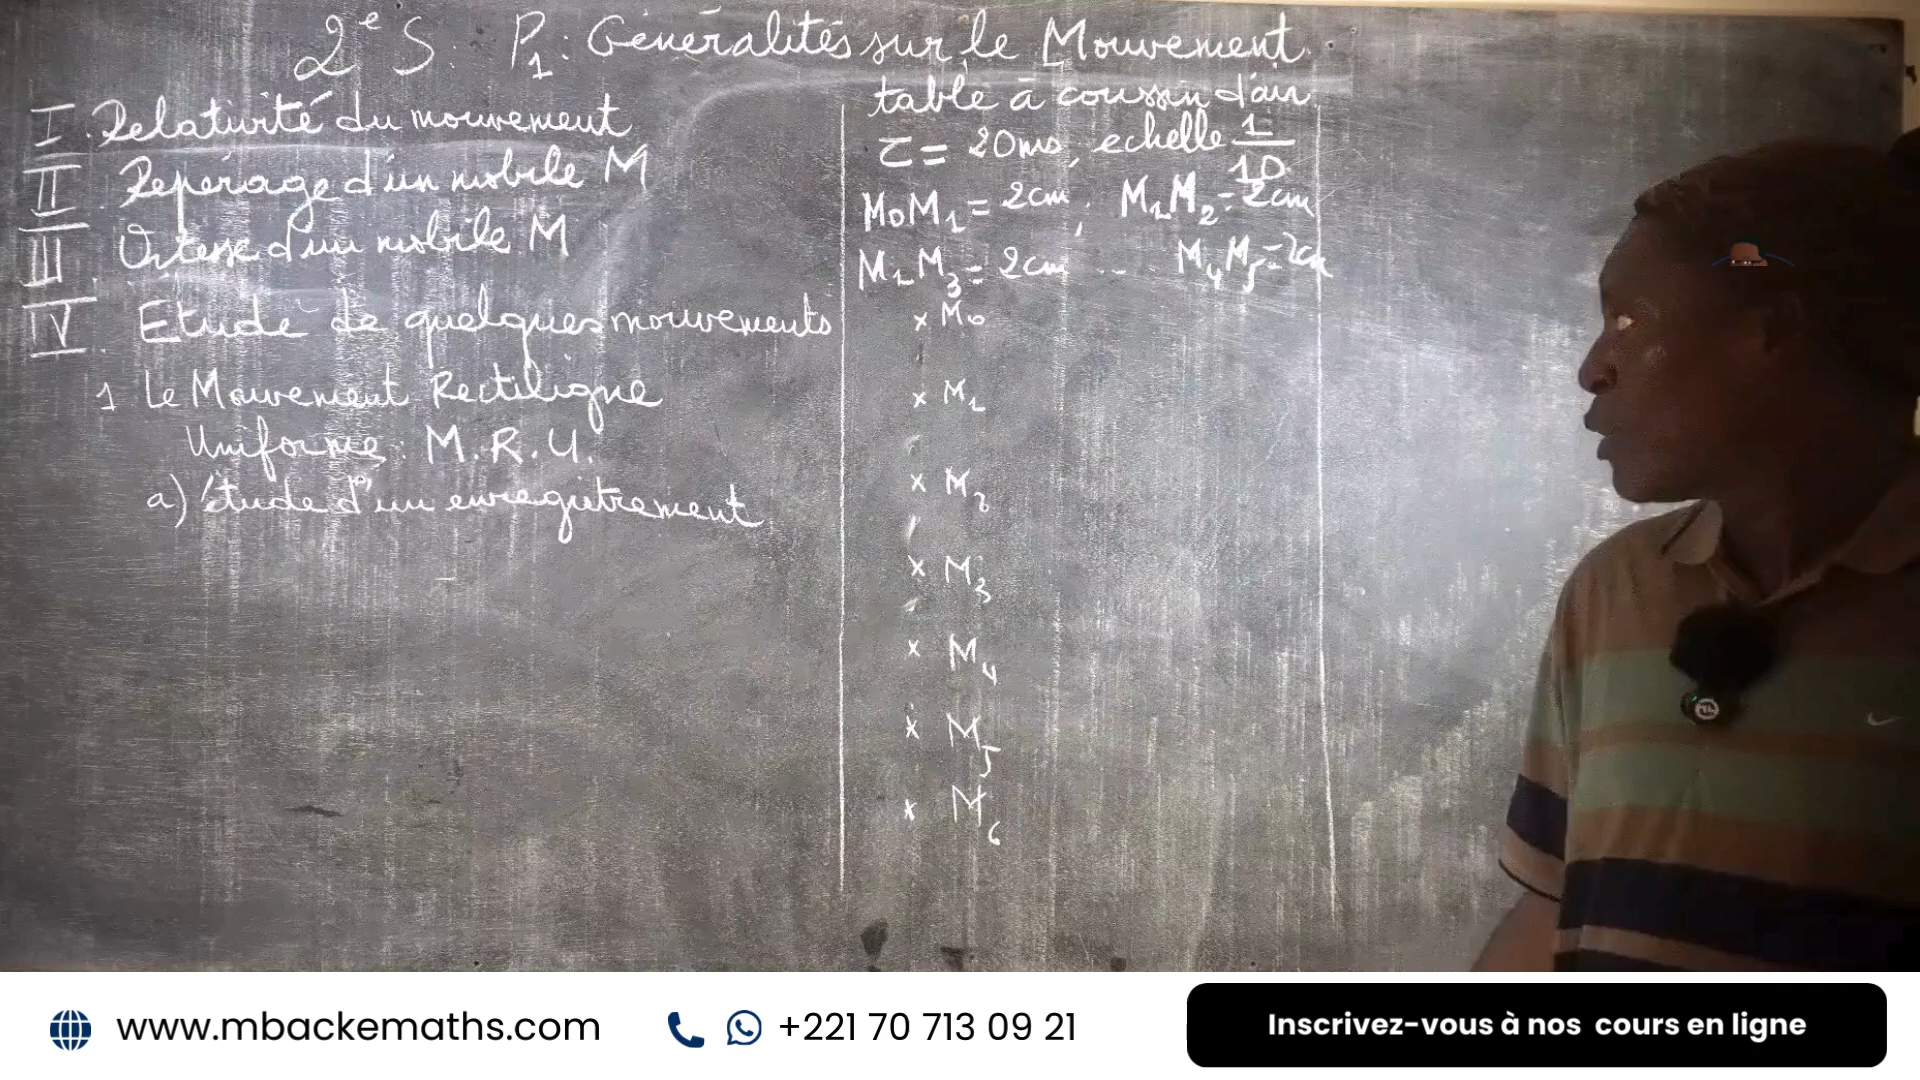 2e S. P1: Généralités sur le Mouvement
I. Relativité du mouvement
II. Repérage d'un mobile M
III. Vitesse d'un mobile M
IV. Etude de quelques mouvements
1 Le Mouvement Rectiligne
Uniforme: M.R.U.
a) étude d'un enregistrement
table à coussin d'air
τ = 20ms, echelle 1/10
M0M1 = 2cm; M1M2 = 2cm
M2M3 = 2cm ... M4M5 = 2cm
x M0
x M1
x M2
x M3
x M4
x M5
x M6
www.mbackemaths.com
+221 70 713 09 21
Inscrivez-vous à nos cours en ligne